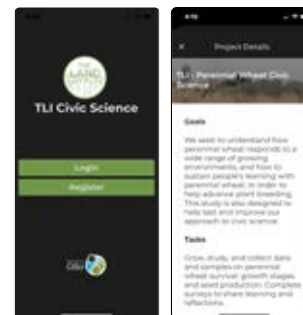 THE
LAND
TLI Civic Science
Login
Register
4:10
Project Details
TLI - Perennial Wheat Civic
Science
Goals
We seek to understand how
perennial wheat responds to a
wide range of growing
environments, and how to
sustain people's learning with
perennial wheat, in order to
help advance plant breeding.
This study is also designed to
help test and improve our
approach to civic science.
Tasks
Grow, study, and collect data
and samples on perennial
wheat survival, growth stages,
and seed production. Complete
surveys to share learning and
reflections.